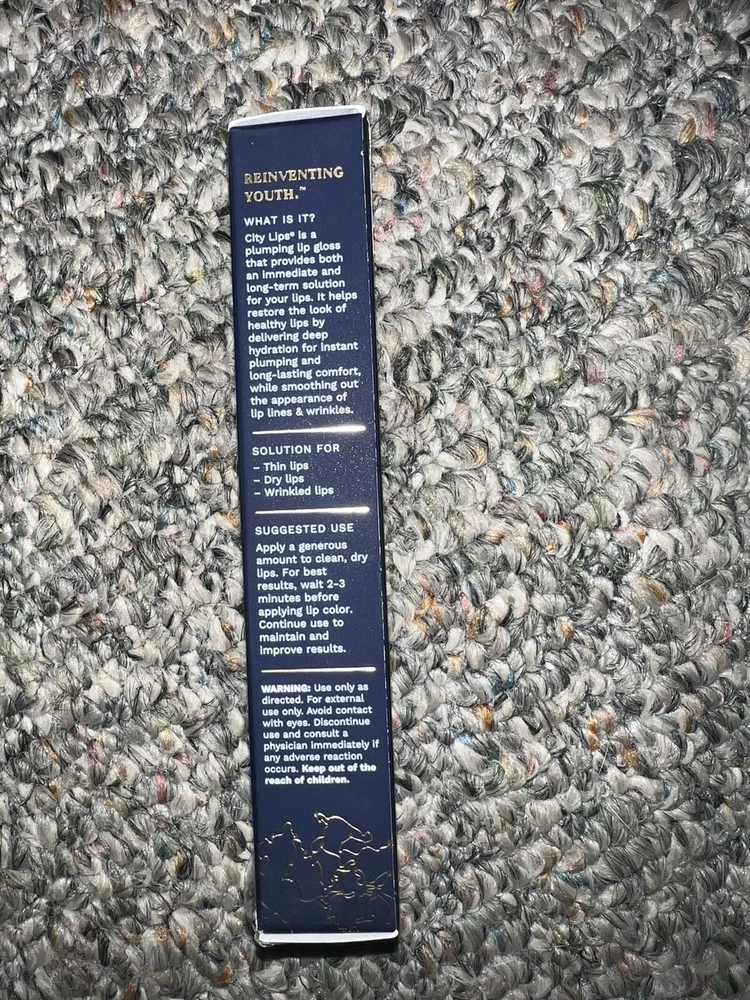 REINVENTING
YOUTH.™
WHAT IS IT?
City Lips® is a
plumping lip gloss
that provides both
an immediate and
long-term solution
for your lips. It helps
restore the look of
healthy lips by
delivering deep
hydration for instant
plumping and
long-lasting comfort,
while smoothing out
the appearance of
lip lines & wrinkles.
SOLUTION FOR
– Thin lips
– Dry lips
– Wrinkled lips
SUGGESTED USE
Apply a generous
amount to clean, dry
lips. For best
results, wait 2-3
minutes before
applying lip color.
Continue use to
maintain and
improve results.
WARNING: Use only as
directed. For external
use only. Avoid contact
with eyes. Discontinue
use and consult a
physician immediately if
any adverse reaction
occurs. Keep out of the
reach of children.